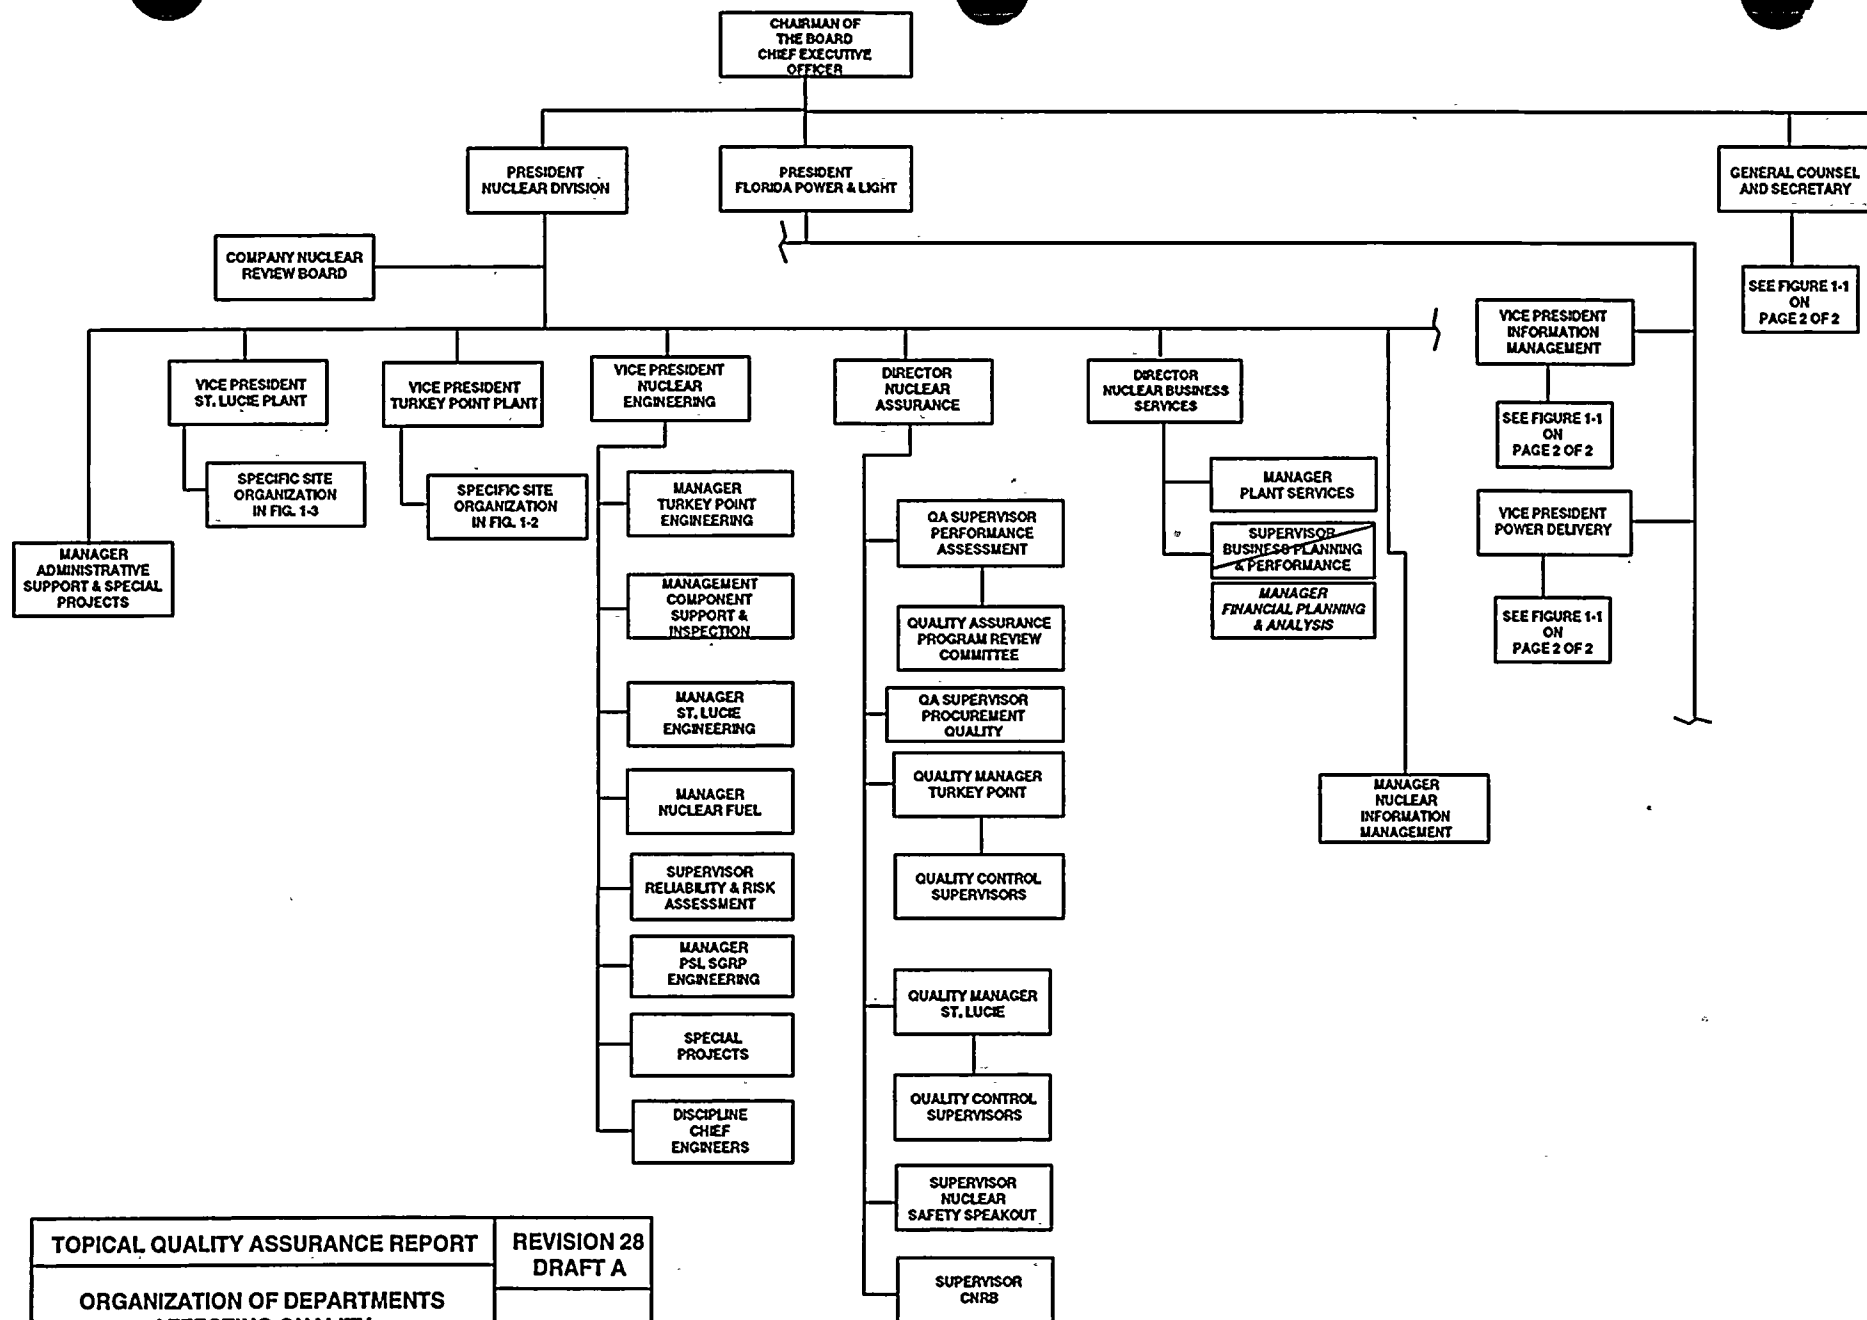 CHAIRMAN OF
THE BOARD
CHIEF EXECUTIVE
OFFICER
PRESIDENT
NUCLEAR DIVISION
PRESIDENT
FLORIDA POWER & LIGHT
GENERAL COUNSEL
AND SECRETARY
COMPANY NUCLEAR
REVIEW BOARD
SEE FIGURE 1-1
ON
PAGE 2 OF 2
VICE PRESIDENT
INFORMATION
MANAGEMENT
SEE FIGURE 1-1
ON
PAGE 2 OF 2
VICE PRESIDENT
POWER DELIVERY
SEE FIGURE 1-1
ON
PAGE 2 OF 2
MANAGER
ADMINISTRATIVE
SUPPORT & SPECIAL
PROJECTS
VICE PRESIDENT
ST. LUCIE PLANT
SPECIFIC SITE
ORGANIZATION
IN FIG. 1-3
VICE PRESIDENT
TURKEY POINT PLANT
SPECIFIC SITE
ORGANIZATION
IN FIG. 1-2
VICE PRESIDENT
NUCLEAR
ENGINEERING
MANAGER
TURKEY POINT
ENGINEERING
MANAGEMENT
COMPONENT
SUPPORT &
INSPECTION
MANAGER
ST. LUCIE
ENGINEERING
MANAGER
NUCLEAR FUEL
SUPERVISOR
RELIABILITY & RISK
ASSESSMENT
MANAGER
PSL SGRP
ENGINEERING
SPECIAL
PROJECTS
DISCIPLINE
CHIEF
ENGINEERS
DIRECTOR
NUCLEAR
ASSURANCE
QA SUPERVISOR
PERFORMANCE
ASSESSMENT
QUALITY ASSURANCE
PROGRAM REVIEW
COMMITTEE
QA SUPERVISOR
PROCUREMENT
QUALITY
QUALITY MANAGER
TURKEY POINT
QUALITY CONTROL
SUPERVISORS
QUALITY MANAGER
ST. LUCIE
QUALITY CONTROL
SUPERVISORS
SUPERVISOR
NUCLEAR
SAFETY SPEAKOUT
SUPERVISOR
CNRB
DIRECTOR
NUCLEAR BUSINESS
SERVICES
MANAGER
PLANT SERVICES
SUPERVISOR
BUSINESS PLANNING
& PERFORMANCE
MANAGER
FINANCIAL PLANNING
& ANALYSIS
MANAGER
NUCLEAR
INFORMATION
MANAGEMENT
TOPICAL QUALITY ASSURANCE REPORT
REVISION 28
DRAFT A
ORGANIZATION OF DEPARTMENTS